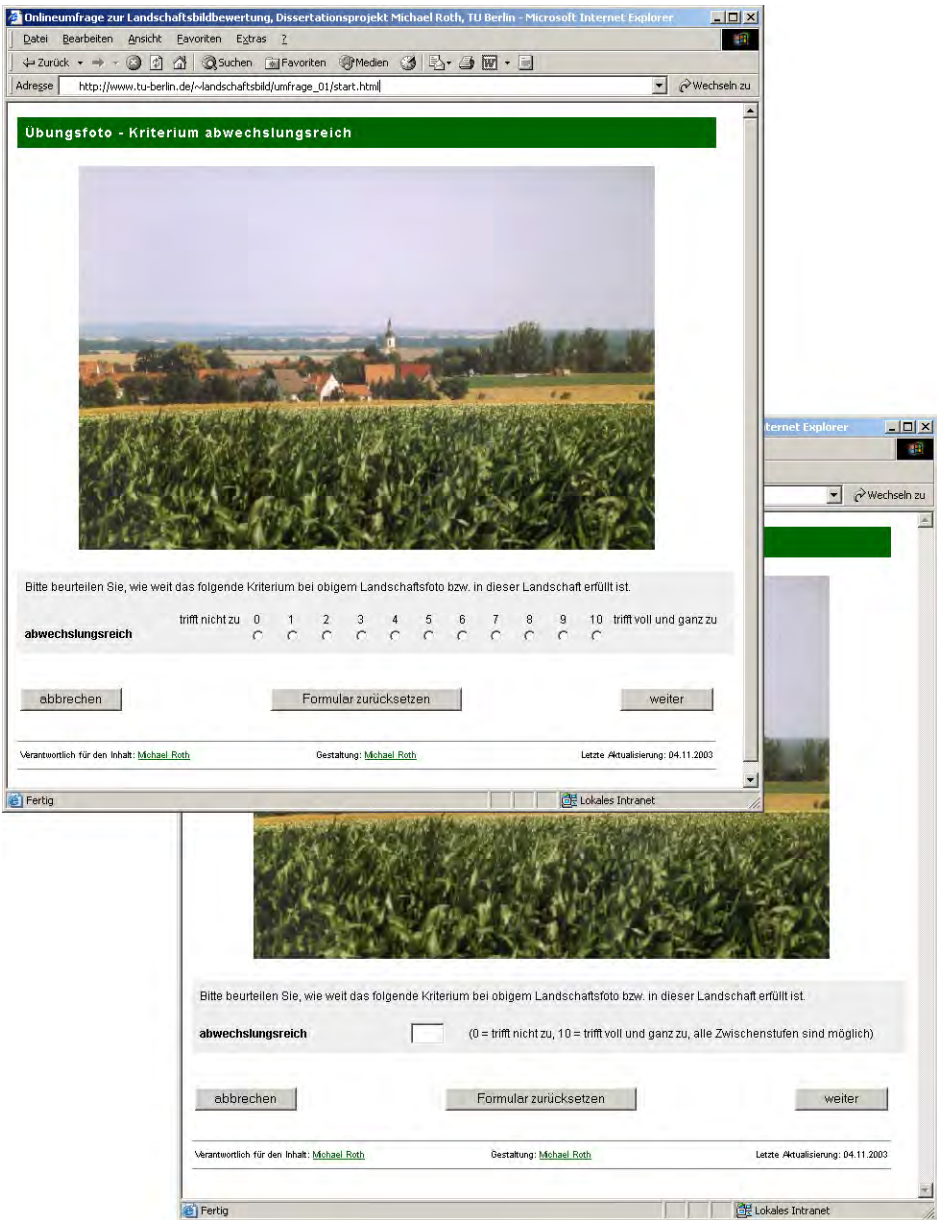 Onlineumfrage zur Landschaftsbildbewertung, Dissertationsprojekt Michael Roth, TU Berlin - Microsoft Internet Explorer
Datei Bearbeiten Ansicht Favoriten Extras ?
Zurück Suchen Favoriten Medien
Adresse http://www.tu-berlin.de/~landschaftsbild/umfrage_01/start.html Wechseln zu
Übungsfoto - Kriterium abwechslungsreich
Bitte beurteilen Sie, wie weit das folgende Kriterium bei obigem Landschaftsfoto bzw. in dieser Landschaft erfüllt ist.
trifft nicht zu 0 1 2 3 4 5 6 7 8 9 10 trifft voll und ganz zu
abwechslungsreich
abbrechen Formular zurücksetzen weiter
Verantwortlich für den Inhalt: Michael Roth Gestaltung: Michael Roth Letzte Aktualisierung: 04.11.2003
Fertig Lokales Intranet
ternet Explorer
Wechseln zu
Bitte beurteilen Sie, wie weit das folgende Kriterium bei obigem Landschaftsfoto bzw. in dieser Landschaft erfüllt ist.
abwechslungsreich (0 = trifft nicht zu, 10 = trifft voll und ganz zu, alle Zwischenstufen sind möglich)
abbrechen Formular zurücksetzen weiter
Verantwortlich für den Inhalt: Michael Roth Gestaltung: Michael Roth Letzte Aktualisierung: 04.11.2003
Fertig Lokales Intranet